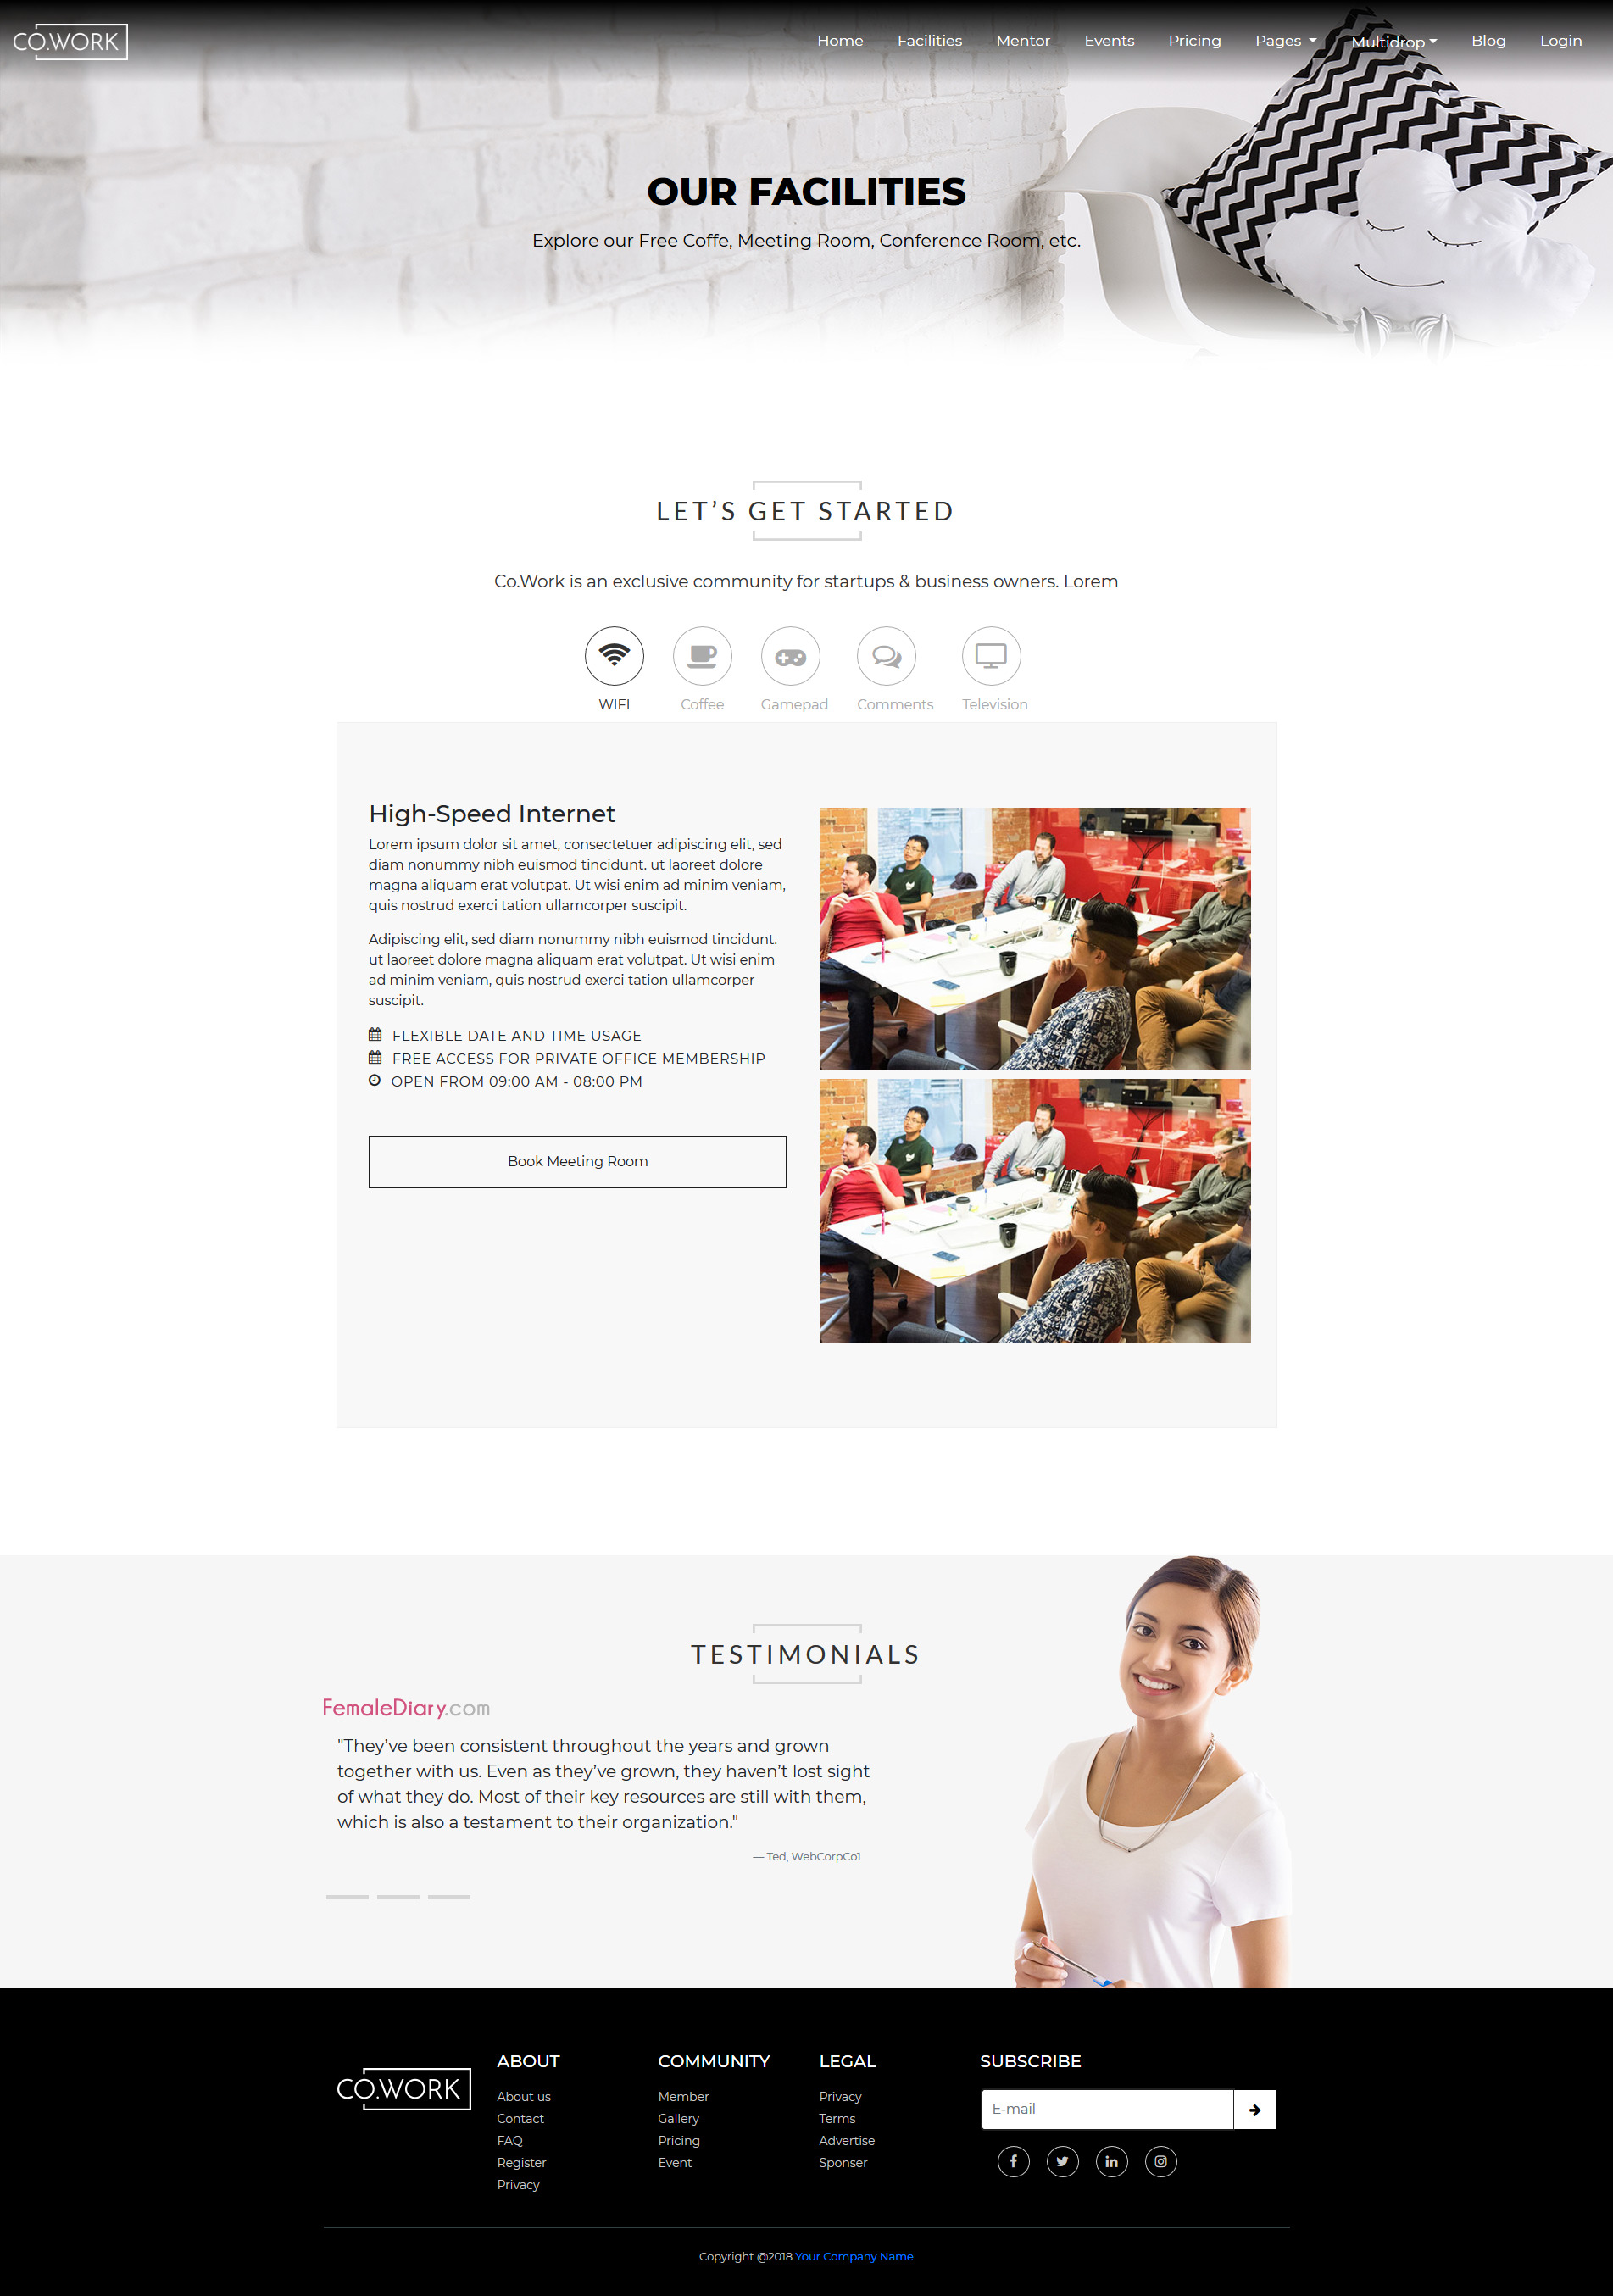 CO.WORK
Home Facilities Mentor Events Pricing Pages Multidrop Blog Login
OUR FACILITIES
Explore our Free Coffe, Meeting Room, Conference Room, etc.
LET’S GET STARTED
Co.Work is an exclusive community for startups & business owners. Lorem
WIFI Coffee Gamepad Comments Television
High-Speed Internet
Lorem ipsum dolor sit amet, consectetuer adipiscing elit, sed
diam nonummy nibh euismod tincidunt. ut laoreet dolore
magna aliquam erat volutpat. Ut wisi enim ad minim veniam,
quis nostrud exerci tation ullamcorper suscipit.
Adipiscing elit, sed diam nonummy nibh euismod tincidunt.
ut laoreet dolore magna aliquam erat volutpat. Ut wisi enim
ad minim veniam, quis nostrud exerci tation ullamcorper
suscipit.
FLEXIBLE DATE AND TIME USAGE
FREE ACCESS FOR PRIVATE OFFICE MEMBERSHIP
OPEN FROM 09:00 AM - 08:00 PM
Book Meeting Room
TESTIMONIALS
FemaleDiary.com
"They’ve been consistent throughout the years and grown
together with us. Even as they’ve grown, they haven’t lost sight
of what they do. Most of their key resources are still with them,
which is also a testament to their organization."
— Ted, WebCorpCo1
CO.WORK
ABOUT
About us
Contact
FAQ
Register
Privacy
COMMUNITY
Member
Gallery
Pricing
Event
LEGAL
Privacy
Terms
Advertise
Sponser
SUBSCRIBE
E-mail
Copyright @2018 Your Company Name